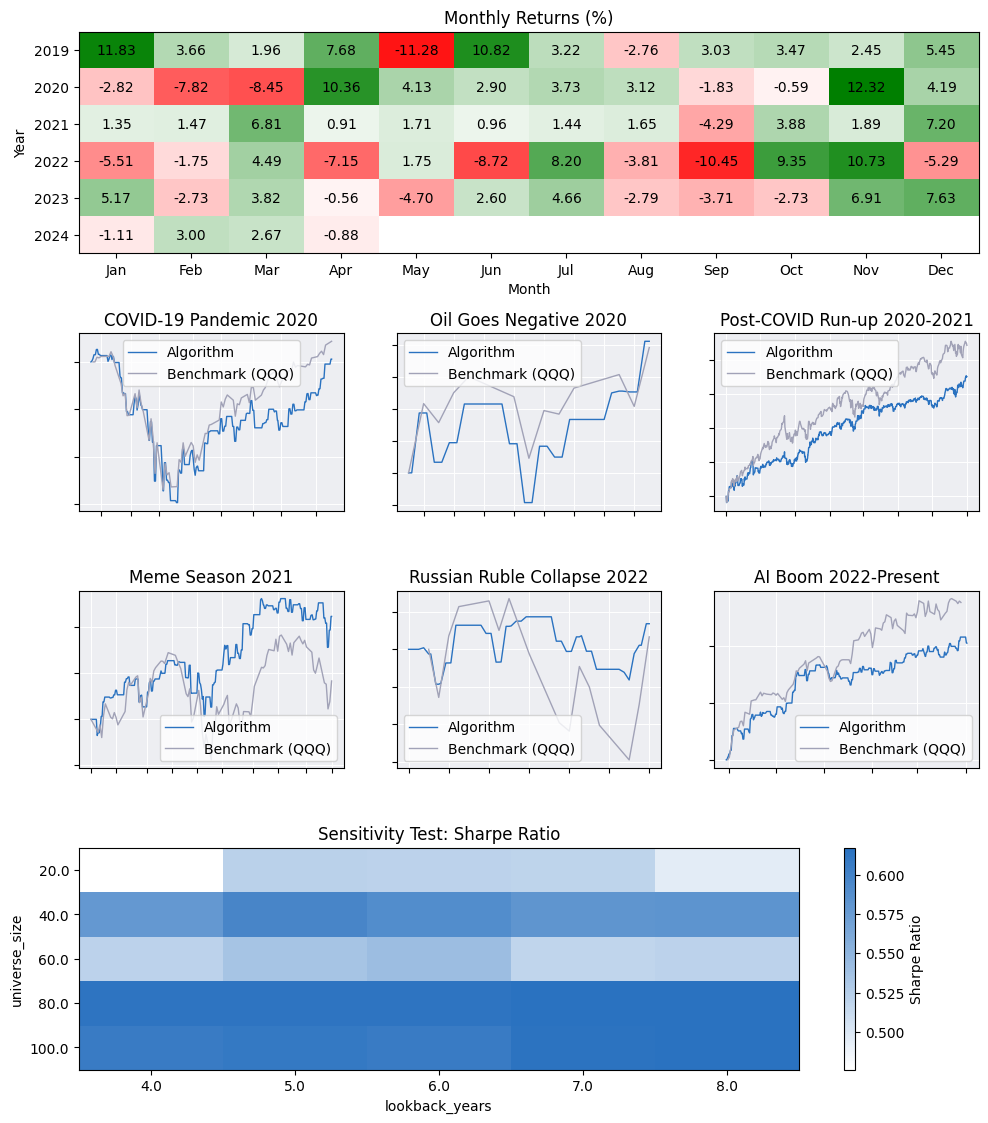 Monthly Returns (%)
Year
2019 11.83 3.66 1.96 7.68 -11.28 10.82 3.22 -2.76 3.03 3.47 2.45 5.45
2020 -2.82 -7.82 -8.45 10.36 4.13 2.90 3.73 3.12 -1.83 -0.59 12.32 4.19
2021 1.35 1.47 6.81 0.91 1.71 0.96 1.44 1.65 -4.29 3.88 1.89 7.20
2022 -5.51 -1.75 4.49 -7.15 1.75 -8.72 8.20 -3.81 -10.45 9.35 10.73 -5.29
2023 5.17 -2.73 3.82 -0.56 -4.70 2.60 4.66 -2.79 -3.71 -2.73 6.91 7.63
2024 -1.11 3.00 2.67 -0.88
Jan Feb Mar Apr May Jun Jul Aug Sep Oct Nov Dec
Month
COVID-19 Pandemic 2020
Algorithm
Benchmark (QQQ)
Oil Goes Negative 2020
Algorithm
Benchmark (QQQ)
Post-COVID Run-up 2020-2021
Algorithm
Benchmark (QQQ)
Meme Season 2021
Algorithm
Benchmark (QQQ)
Russian Ruble Collapse 2022
Algorithm
Benchmark (QQQ)
AI Boom 2022-Present
Algorithm
Benchmark (QQQ)
Sensitivity Test: Sharpe Ratio
universe_size
20.0
40.0
60.0
80.0
100.0
4.0 5.0 6.0 7.0 8.0
lookback_years
0.600
0.575
0.550
0.525
0.500
Sharpe Ratio